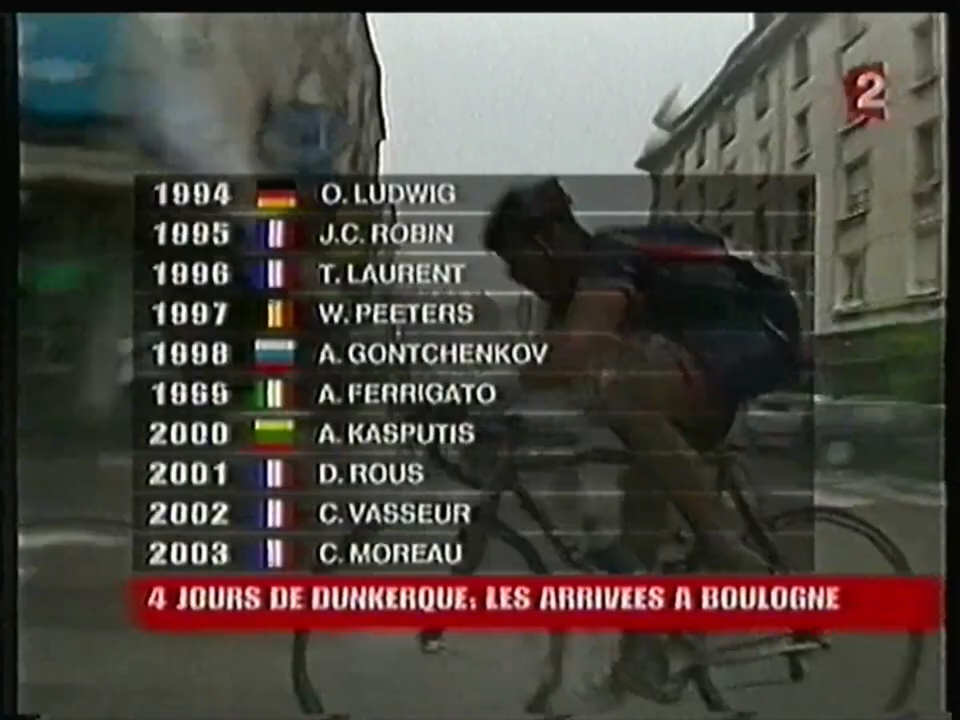 2
1994 O. LUDWIG
1995 J.C. ROBIN
1996 T. LAURENT
1997 W. PEETERS
1998 A. GONTCHENKOV
1969 A. FERRIGATO
2000 A. KASPUTIS
2001 D. ROUS
2002 C. VASSEUR
2003 C. MOREAU
4 JOURS DE DUNKERQUE: LES ARRIVEES A BOULOGNE